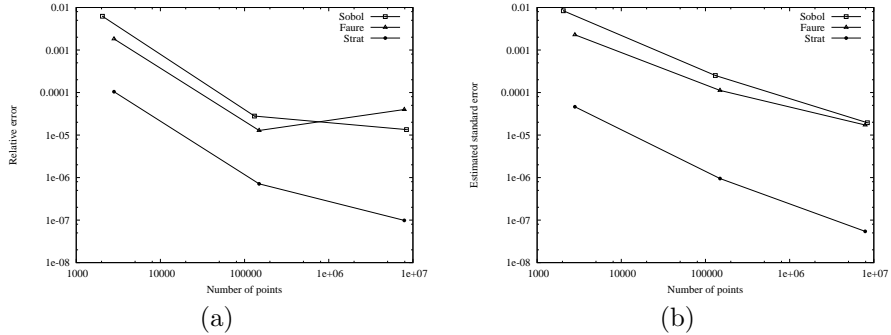 0.01
0.001
0.0001
1e-05
1e-06
1e-07
1e-08
Relative error
Sobol
Faure
Strat
1000
10000
100000
1e+06
1e+07
Number of points
(a)
0.01
0.001
0.0001
1e-05
1e-06
1e-07
1e-08
Estimated standard error
Sobol
Faure
Strat
1000
10000
100000
1e+06
1e+07
Number of points
(b)